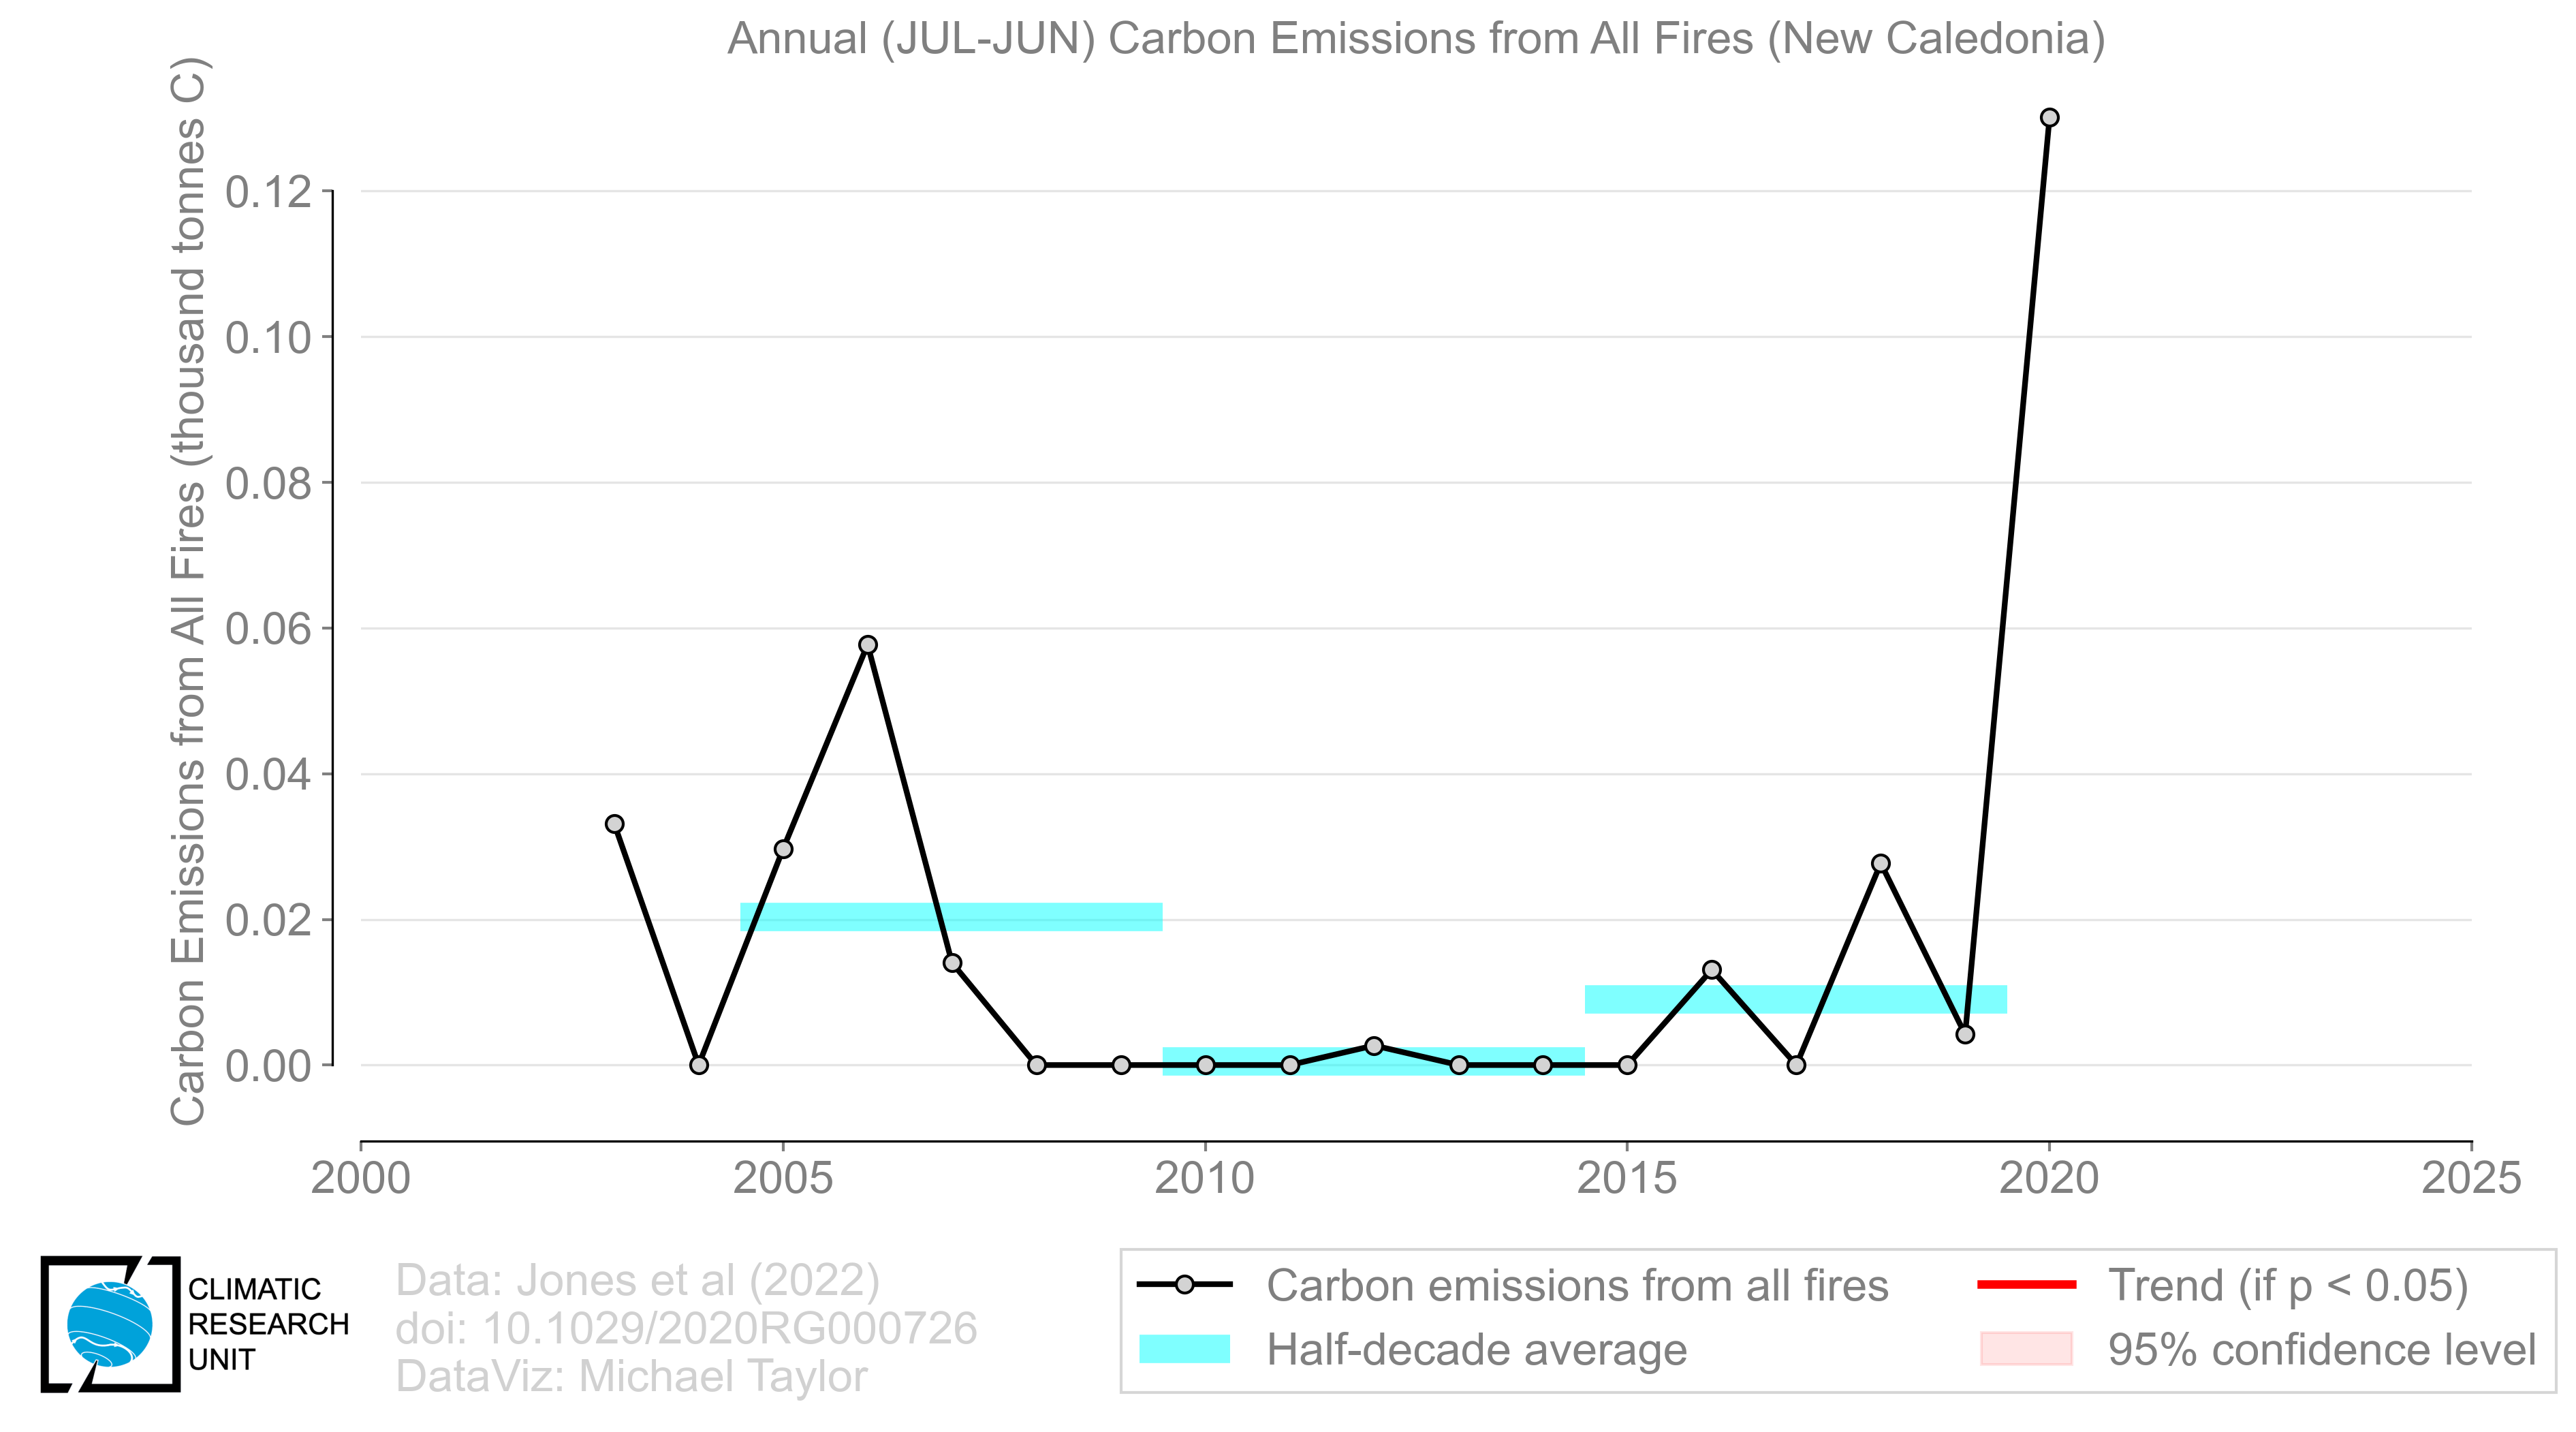 Annual (JUL-JUN) Carbon Emissions from All Fires (New Caledonia)
Carbon Emissions from All Fires (thousand tonnes C)
0.12
0.10
0.08
0.06
0.04
0.02
0.00
2000 2005 2010 2015 2020 2025
CLIMATIC
RESEARCH
UNIT
Data: Jones et al (2022)
doi: 10.1029/2020RG000726
DataViz: Michael Taylor
Carbon emissions from all fires
Half-decade average
Trend (if p < 0.05)
95% confidence level